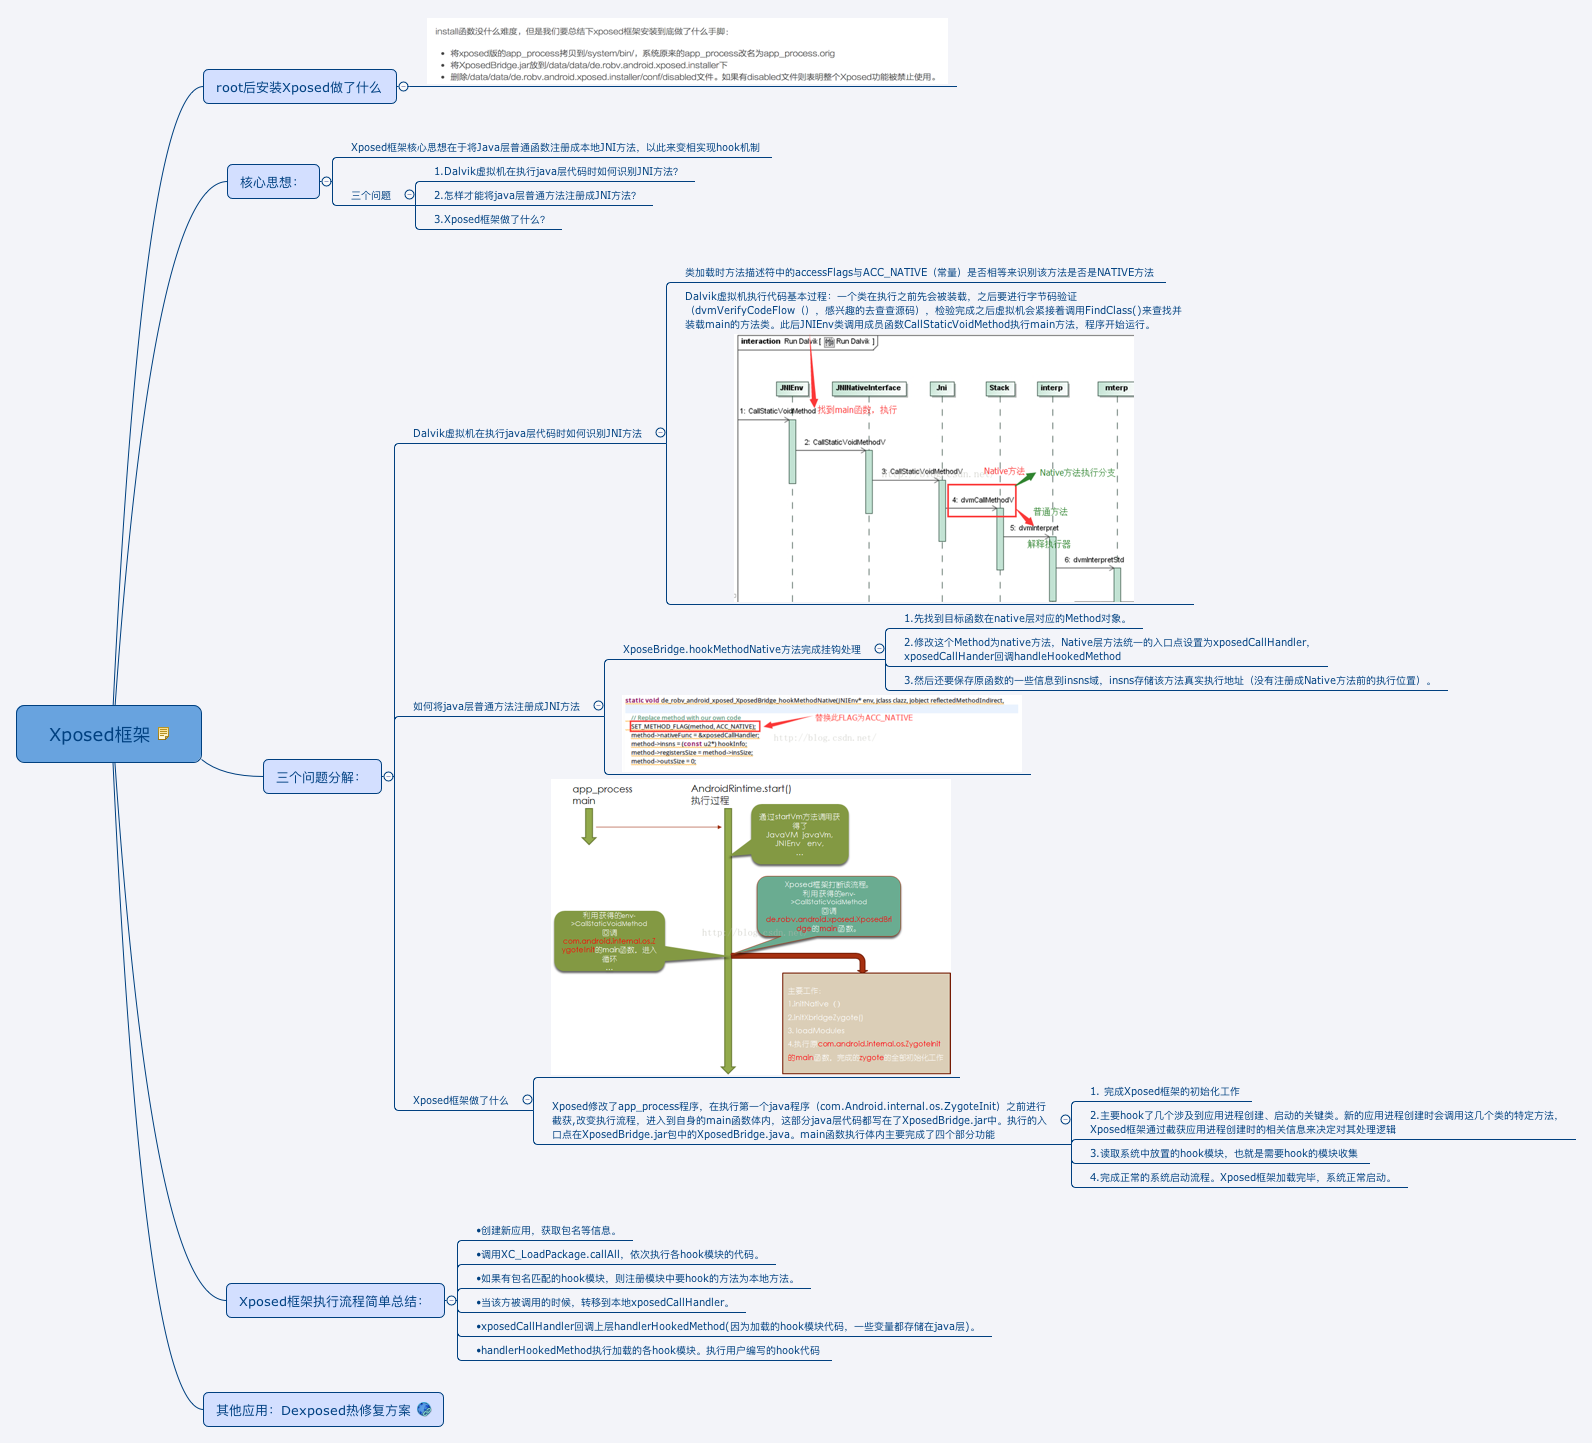 install函数没什么难度，但是我们要总结下xposed框架安装到底做了什么手脚：
• 将xposed版的app_process拷贝到/system/bin/，系统原来的app_process改名为app_process.orig
• 将XposedBridge.jar放到/data/data/de.robv.android.xposed.installer下
• 删除/data/data/de.robv.android.xposed.installer/conf/disabled文件。如果有disabled文件则表明整个Xposed功能被禁止使用。
root后安装Xposed做了什么
Xposed框架核心思想在于将Java层普通函数注册成本地JNI方法，以此来变相实现hook机制
核心思想：
三个问题
1.Dalvik虚拟机在执行java层代码时如何识别JNI方法?
2.怎样才能将java层普通方法注册成JNI方法?
3.Xposed框架做了什么?
类加载时方法描述符中的accessFlags与ACC_NATIVE（常量）是否相等来识别该方法是否是NATIVE方法
Dalvik虚拟机执行代码基本过程：一个类在执行之前先会被装载，之后要进行字节码验证
（dvmVerifyCodeFlow（），感兴趣的去查查源码），检验完成之后虚拟机会紧接着调用FindClass()来查找并
装载main的方法类。此后JNIEnv类调用成员函数CallStaticVoidMethod执行main方法，程序开始运行。
interaction Run Dalvik [ Run Dalvik ]
JNIEnv
JNINativeInterface
Jni
Stack
interp
mterp
1: CallStaticVoidMethod
找到main函数，执行
2: CallStaticVoidMethodV
3: CallStaticVoidMethodV
Native方法
Native方法执行分支
4: dvmCallMethodV
普通方法
5: dvmInterpret
解释执行器
6: dvmInterpretStd
Dalvik虚拟机在执行java层代码时如何识别JNI方法
XposeBridge.hookMethodNative方法完成挂钩处理
1.先找到目标函数在native层对应的Method对象。
2.修改这个Method为native方法，Native层方法统一的入口点设置为xposedCallHandler,
xposedCallHander回调handleHookedMethod
3.然后还要保存原函数的一些信息到insns域，insns存储该方法真实执行地址（没有注册成Native方法前的执行位置）。
如何将java层普通方法注册成JNI方法
static void de_robv_android_xposed_XposedBridge_hookMethodNative(JNIEnv* env, jclass clazz, jobject reflectedMethodIndirect,
// Replace method with our own code
SET_METHOD_FLAG(method, ACC_NATIVE);
替换此FLAG为ACC_NATIVE
method->nativeFunc = &xposedCallHandler;
method->insns = (const u2*) hookInfo;
method->registersSize = method->insSize;
method->outsSize = 0;
http://blog.csdn.net/
Xposed框架
三个问题分解：
app_process
main
AndroidRintime.start()
执行过程
通过startVm方法调用获
得了
JavaVM javaVm,
JNIEnv env,
...
Xposed框架打断该流程。
利用获得的env-
>CallStaticVoidMethod
回调
de.robv.android.xposed.XposedBri
dge的main函数。
利用获得的env-
>CallStaticVoidMethod
回调
com.android.internal.os.Z
ygoteInit的main函数，进入
循环
...
主要工作：
1.initNative（）
2.initXbridgeZygote()
3. loadModules
4.执行原com.android.internal.os.ZygoteInit
的main函数，完成的zygote的全部初始化工作
Xposed框架做了什么
Xposed修改了app_process程序，在执行第一个java程序（com.Android.internal.os.ZygoteInit）之前进行
截获,改变执行流程，进入到自身的main函数体内，这部分java层代码都写在了XposedBridge.jar中。执行的入
口点在XposedBridge.jar包中的XposedBridge.java。main函数执行体内主要完成了四个部分功能
1. 完成Xposed框架的初始化工作
2.主要hook了几个涉及到应用进程创建、启动的关键类。新的应用进程创建时会调用这几个类的特定方法，
Xposed框架通过截获应用进程创建时的相关信息来决定对其处理逻辑
3.读取系统中放置的hook模块，也就是需要hook的模块收集
4.完成正常的系统启动流程。Xposed框架加载完毕，系统正常启动。
•创建新应用，获取包名等信息。
•调用XC_LoadPackage.callAll，依次执行各hook模块的代码。
•如果有包名匹配的hook模块，则注册模块中要hook的方法为本地方法。
Xposed框架执行流程简单总结：
•当该方被调用的时候，转移到本地xposedCallHandler。
•xposedCallHandler回调上层handlerHookedMethod(因为加载的hook模块代码，一些变量都存储在java层)。
•handlerHookedMethod执行加载的各hook模块。执行用户编写的hook代码
其他应用：Dexposed热修复方案